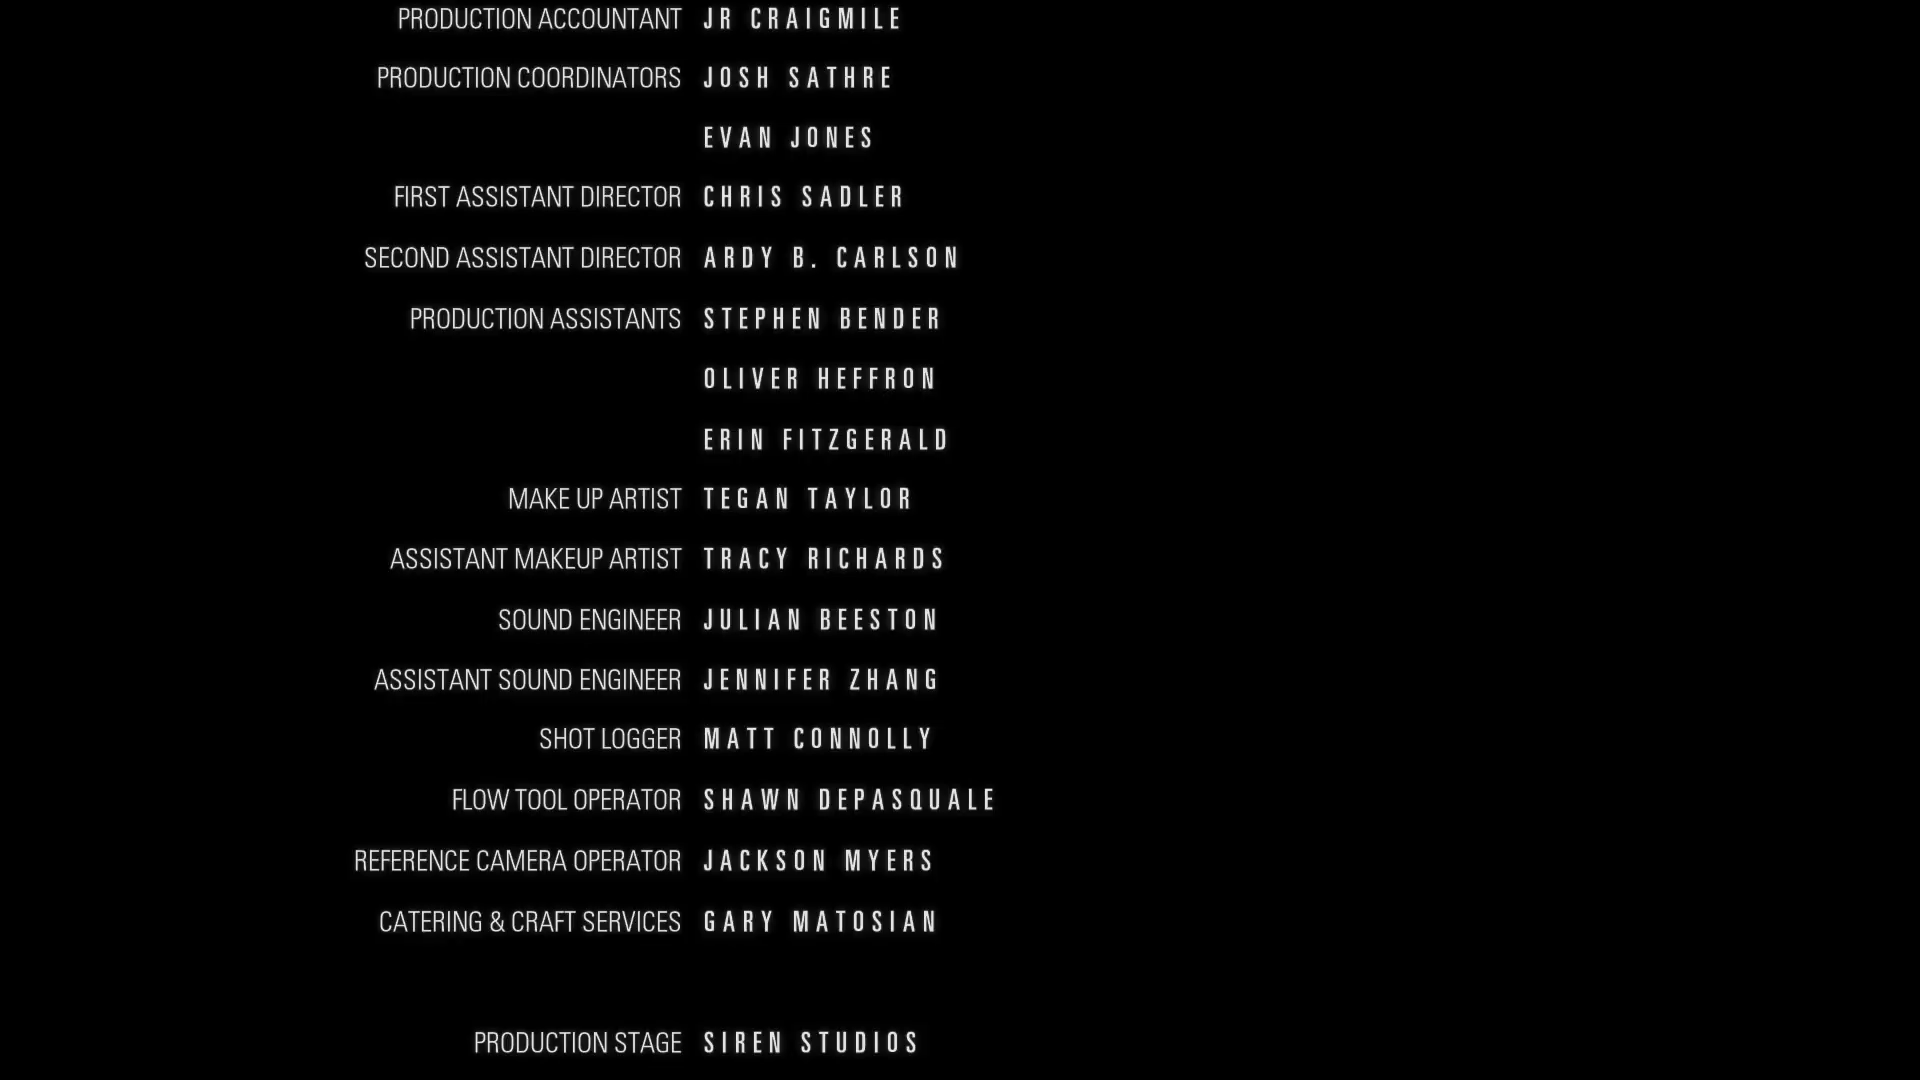 PRODUCTION ACCOUNTANT JR CRAIGMILE
PRODUCTION COORDINATORS JOSH SATHRE
EVAN JONES
FIRST ASSISTANT DIRECTOR CHRIS SADLER
SECOND ASSISTANT DIRECTOR ARDY B. CARLSON
PRODUCTION ASSISTANTS STEPHEN BENDER
OLIVER HEFFRON
ERIN FITZGERALD
MAKE UP ARTIST TEGAN TAYLOR
ASSISTANT MAKEUP ARTIST TRACY RICHARDS
SOUND ENGINEER JULIAN BEESTON
ASSISTANT SOUND ENGINEER JENNIFER ZHANG
SHOT LOGGER MATT CONNOLLY
FLOW TOOL OPERATOR SHAWN DEPASQUALE
REFERENCE CAMERA OPERATOR JACKSON MYERS
CATERING & CRAFT SERVICES GARY MATOSIAN
PRODUCTION STAGE SIREN STUDIOS